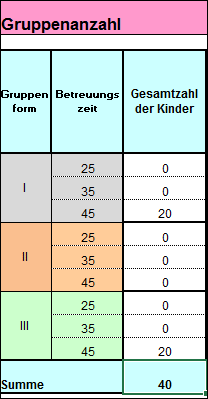 Gruppenanzahl
Gruppen form Betreuungs zeit Gesamtzahl der Kinder
I
25 0
35 0
45 20
II
25 0
35 0
45 0
III
25 0
35 0
45 20
Summe 40